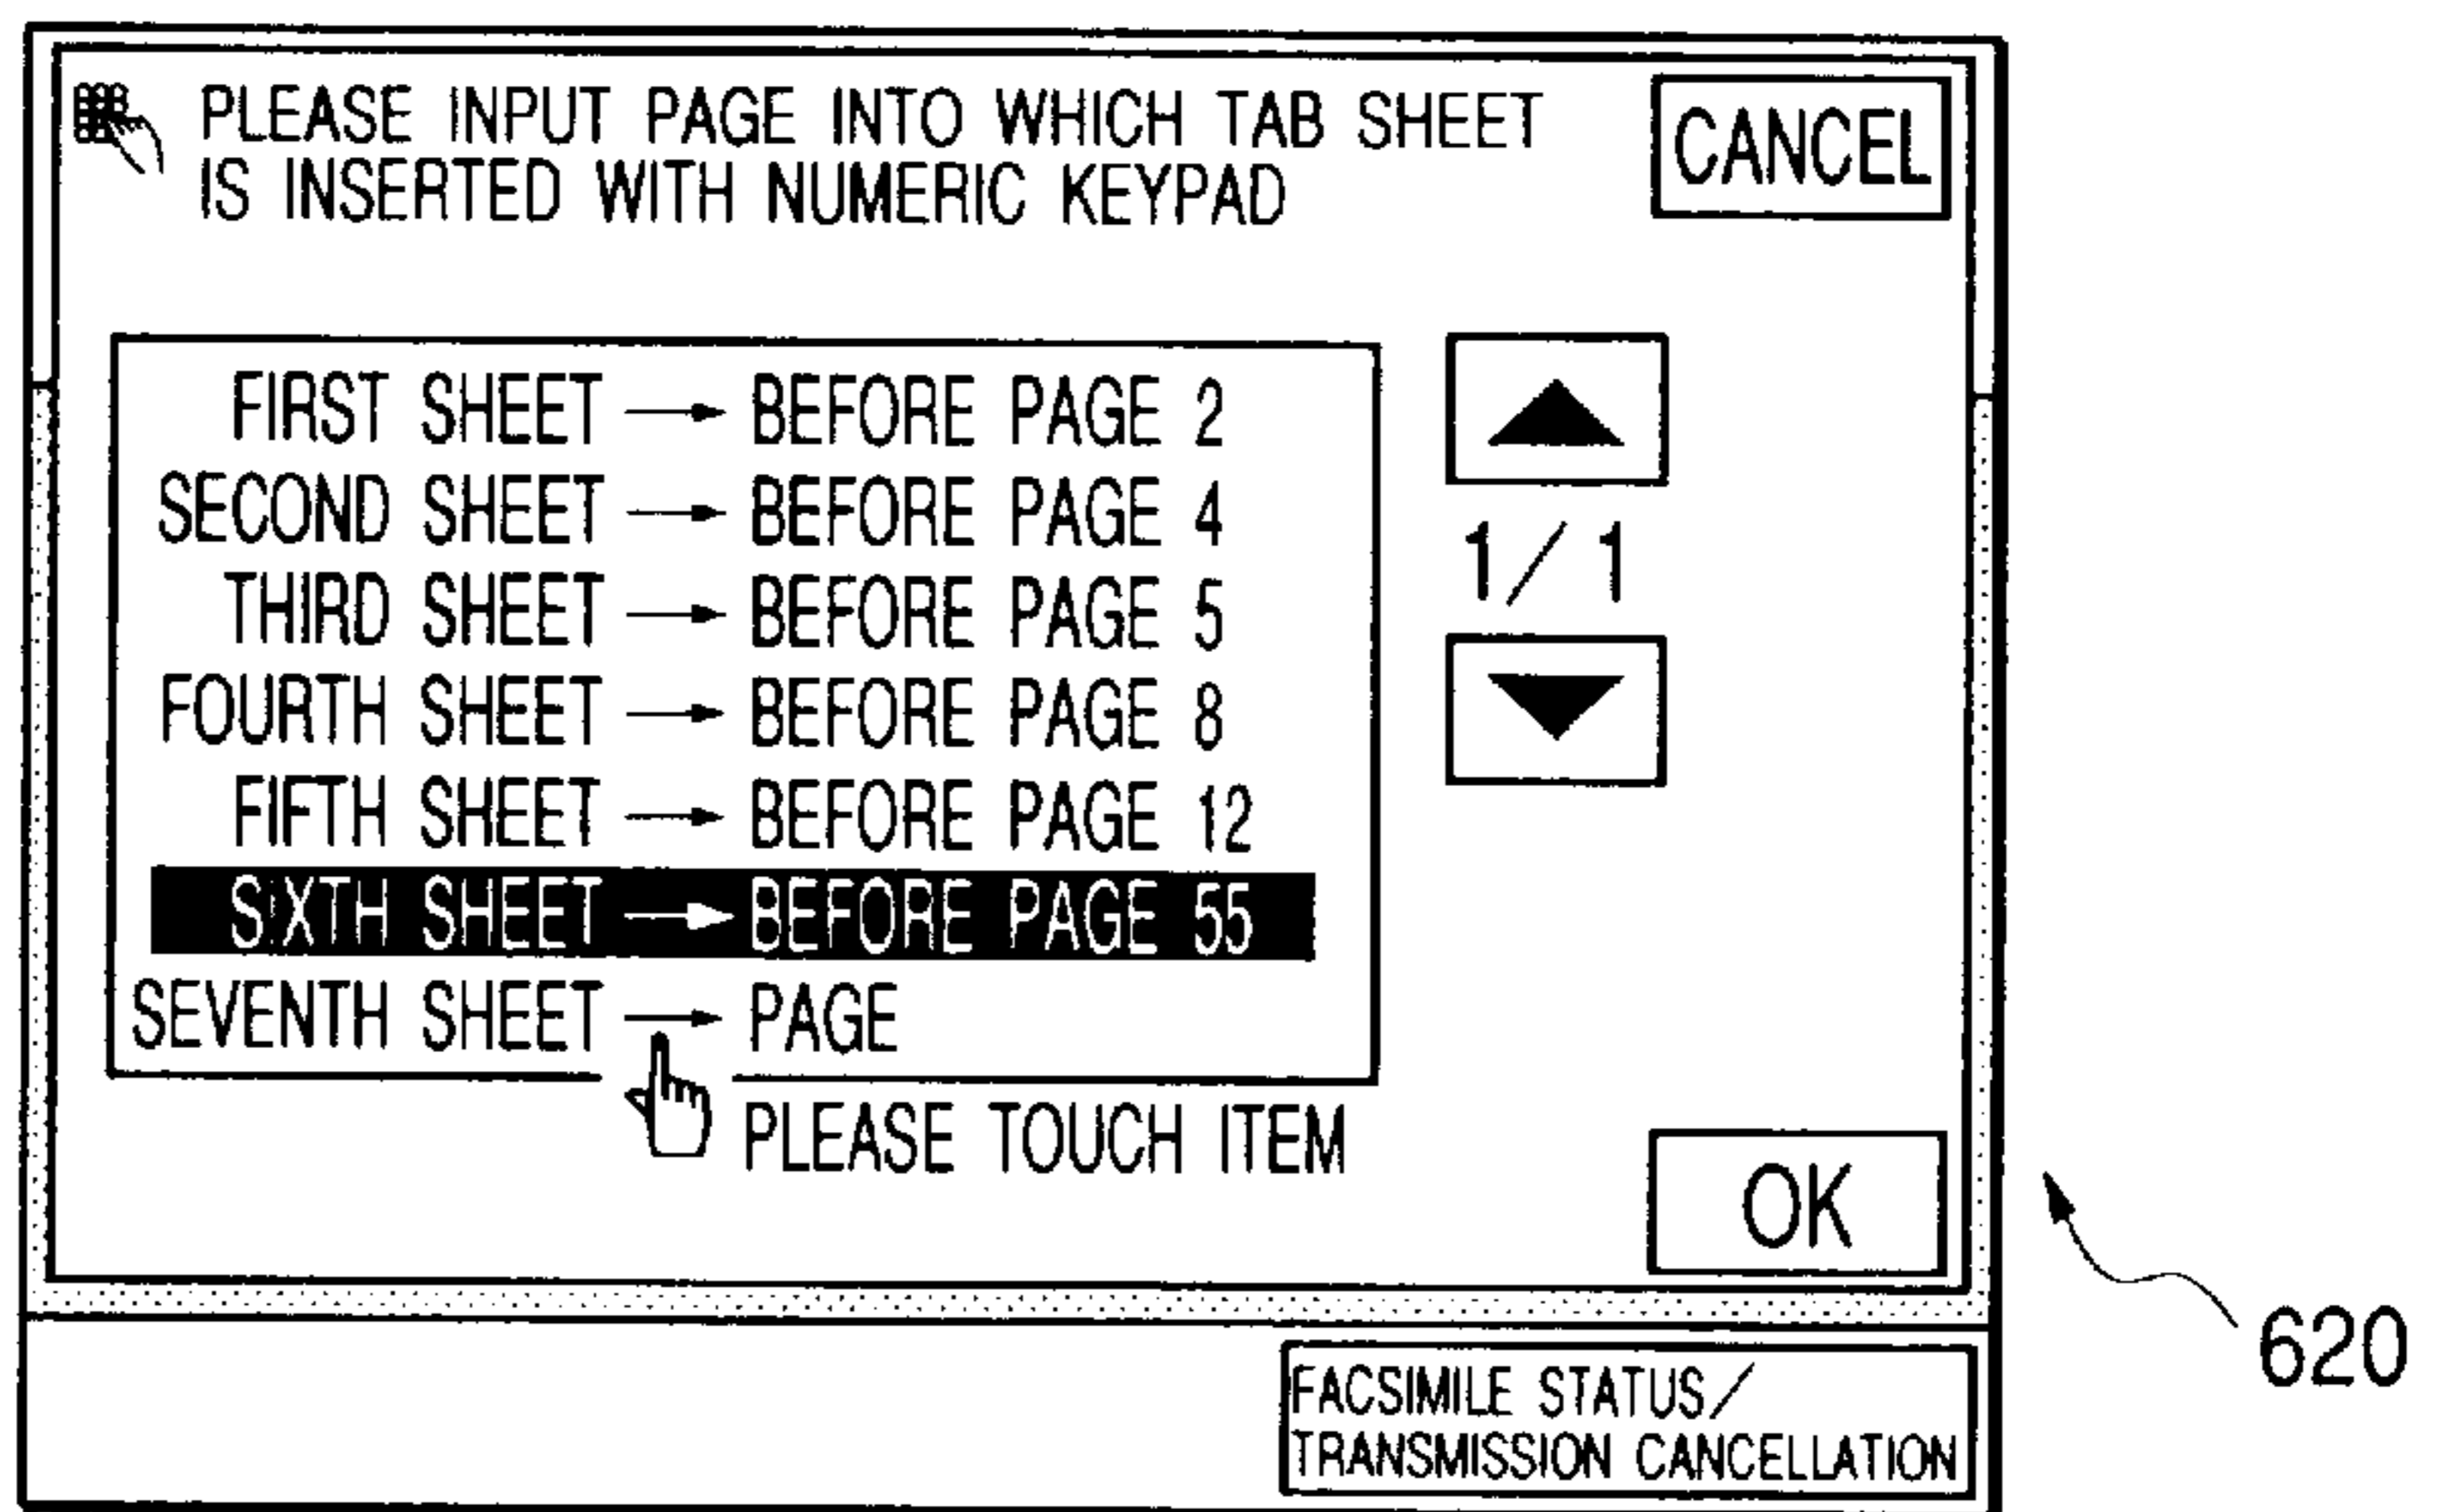 PLEASE INPUT PAGE INTO WHICH TAB SHEET
IS INSERTED WITH NUMERIC KEYPAD
CANCEL
FIRST SHEET → BEFORE PAGE 2
SECOND SHEET → BEFORE PAGE 4
THIRD SHEET → BEFORE PAGE 5
FOURTH SHEET → BEFORE PAGE 8
FIFTH SHEET → BEFORE PAGE 12
SIXTH SHEET → BEFORE PAGE 55
SEVENTH SHEET → PAGE
1/1
PLEASE TOUCH ITEM
OK
620
FACSIMILE STATUS/
TRANSMISSION CANCELLATION